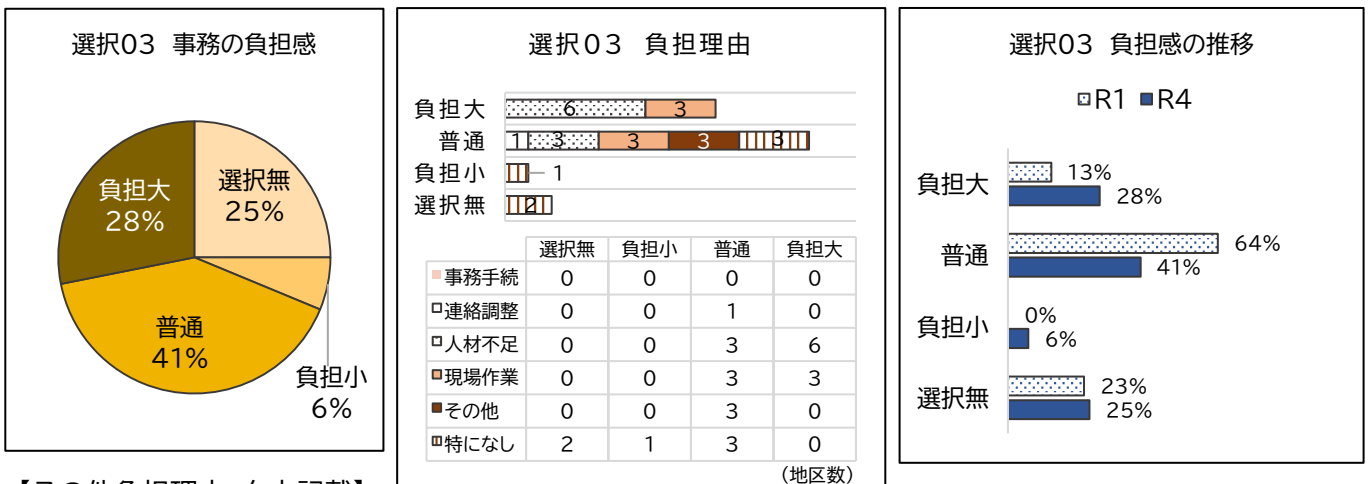 選択03 事務の負担感
負担大
28%
選択無
25%
普通
41%
負担小
6%
選択03 負担理由
負担大 6 3
普通 1 3 3 3 3
負担小 1
選択無 2
選択無 負担小 普通 負担大
事務手続 0 0 0 0
連絡調整 0 0 1 0
人材不足 0 0 3 6
現場作業 0 0 3 3
その他 0 0 3 0
特になし 2 1 3 0
(地区数)
選択03 負担感の推移
R1 R4
負担大 13%
28%
普通 64%
41%
負担小 0%
6%
選択無 23%
25%